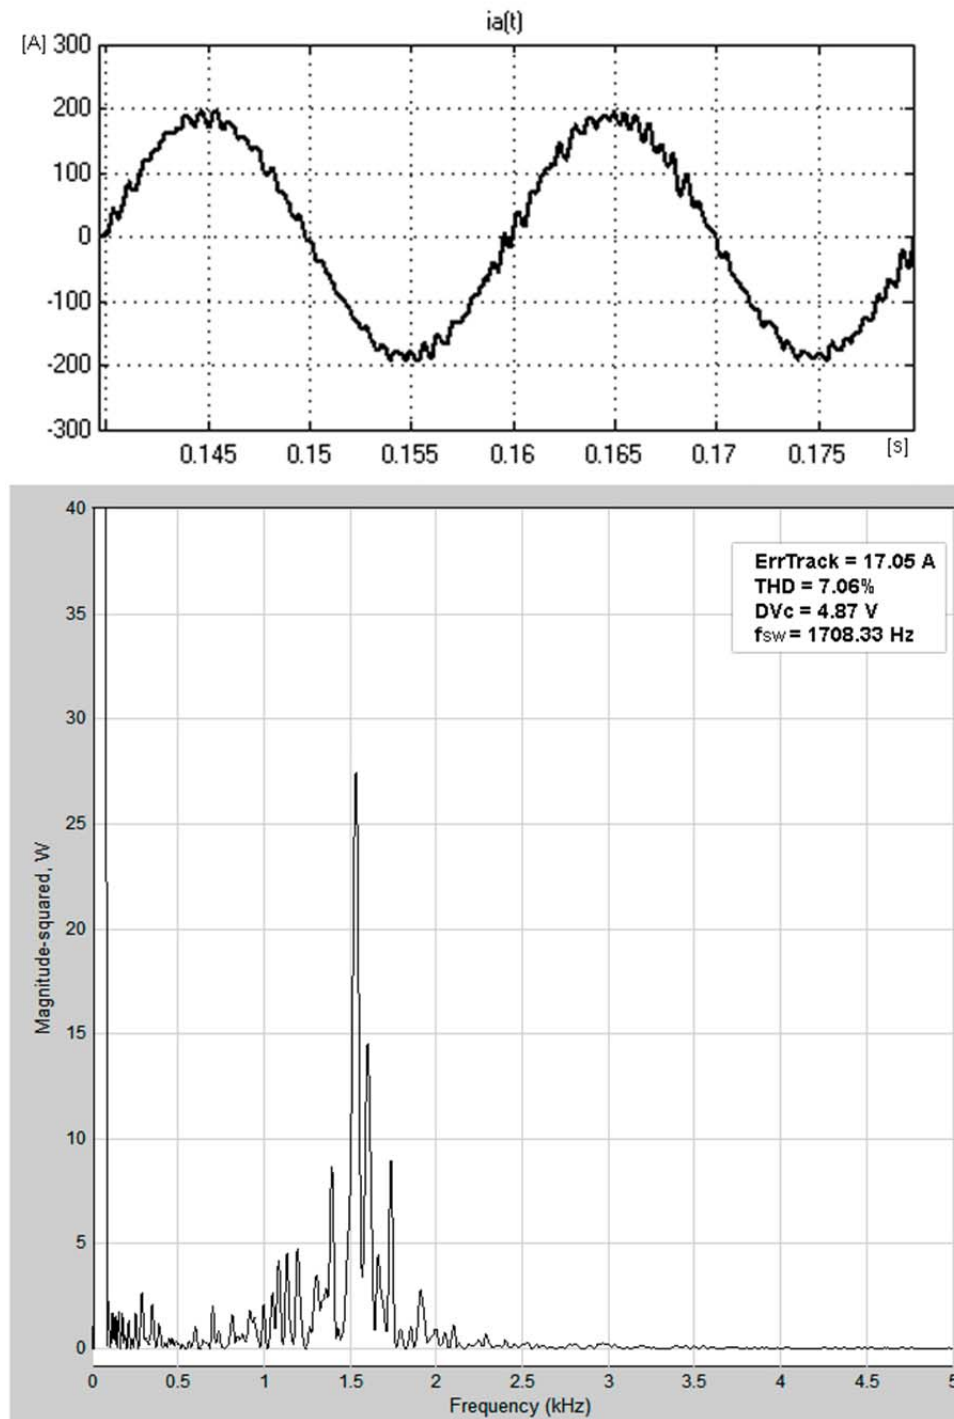 ia(t)
[A] 300
200
100
0
-100
-200
-300
0.145 0.15 0.155 0.16 0.165 0.17 0.175 [s]
40
35
30
25
20
15
10
5
0
ErrTrack = 17.05 A
THD = 7.06%
DVc = 4.87 V
fsw = 1708.33 Hz
Magnitude-squared, W
0 0.5 1 1.5 2 2.5 3 3.5 4 4.5 5
Frequency (kHz)